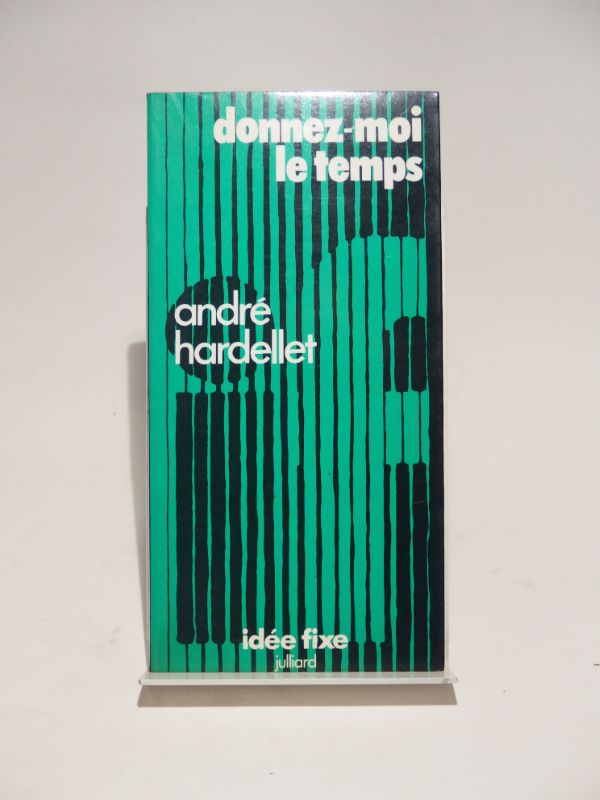 donnez-moi
le temps
andré
hardellet
idée fixe
julliard